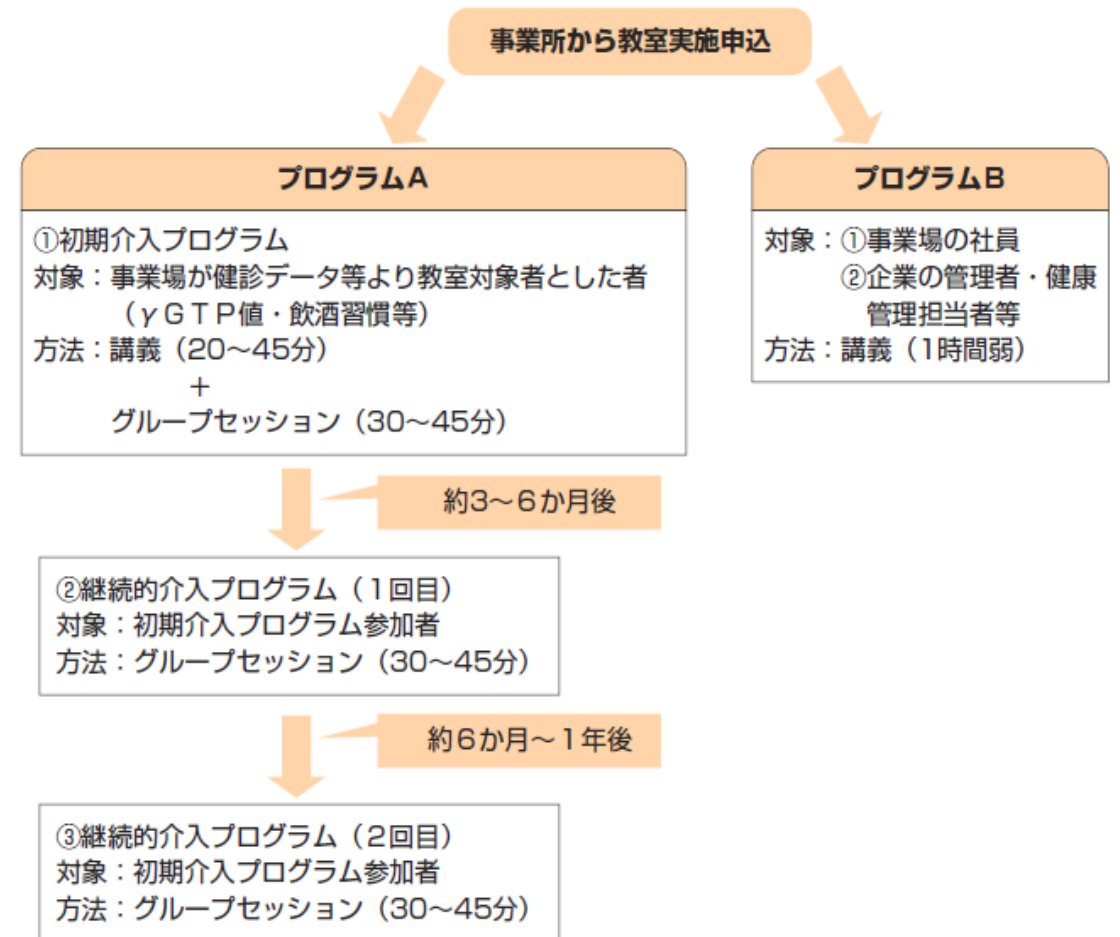 事業所から教室実施申込
プログラムA
①初期介入プログラム
対象：事業場が健診データ等より教室対象者とした者
（γGTP値・飲酒習慣等）
方法：講義（20～45分）
＋
グループセッション（30～45分）
プログラムB
対象：①事業場の社員
②企業の管理者・健康
管理担当者等
方法：講義（1時間弱）
約3～6か月後
②継続的介入プログラム（1回目）
対象：初期介入プログラム参加者
方法：グループセッション（30～45分）
約6か月～1年後
③継続的介入プログラム（2回目）
対象：初期介入プログラム参加者
方法：グループセッション（30～45分）